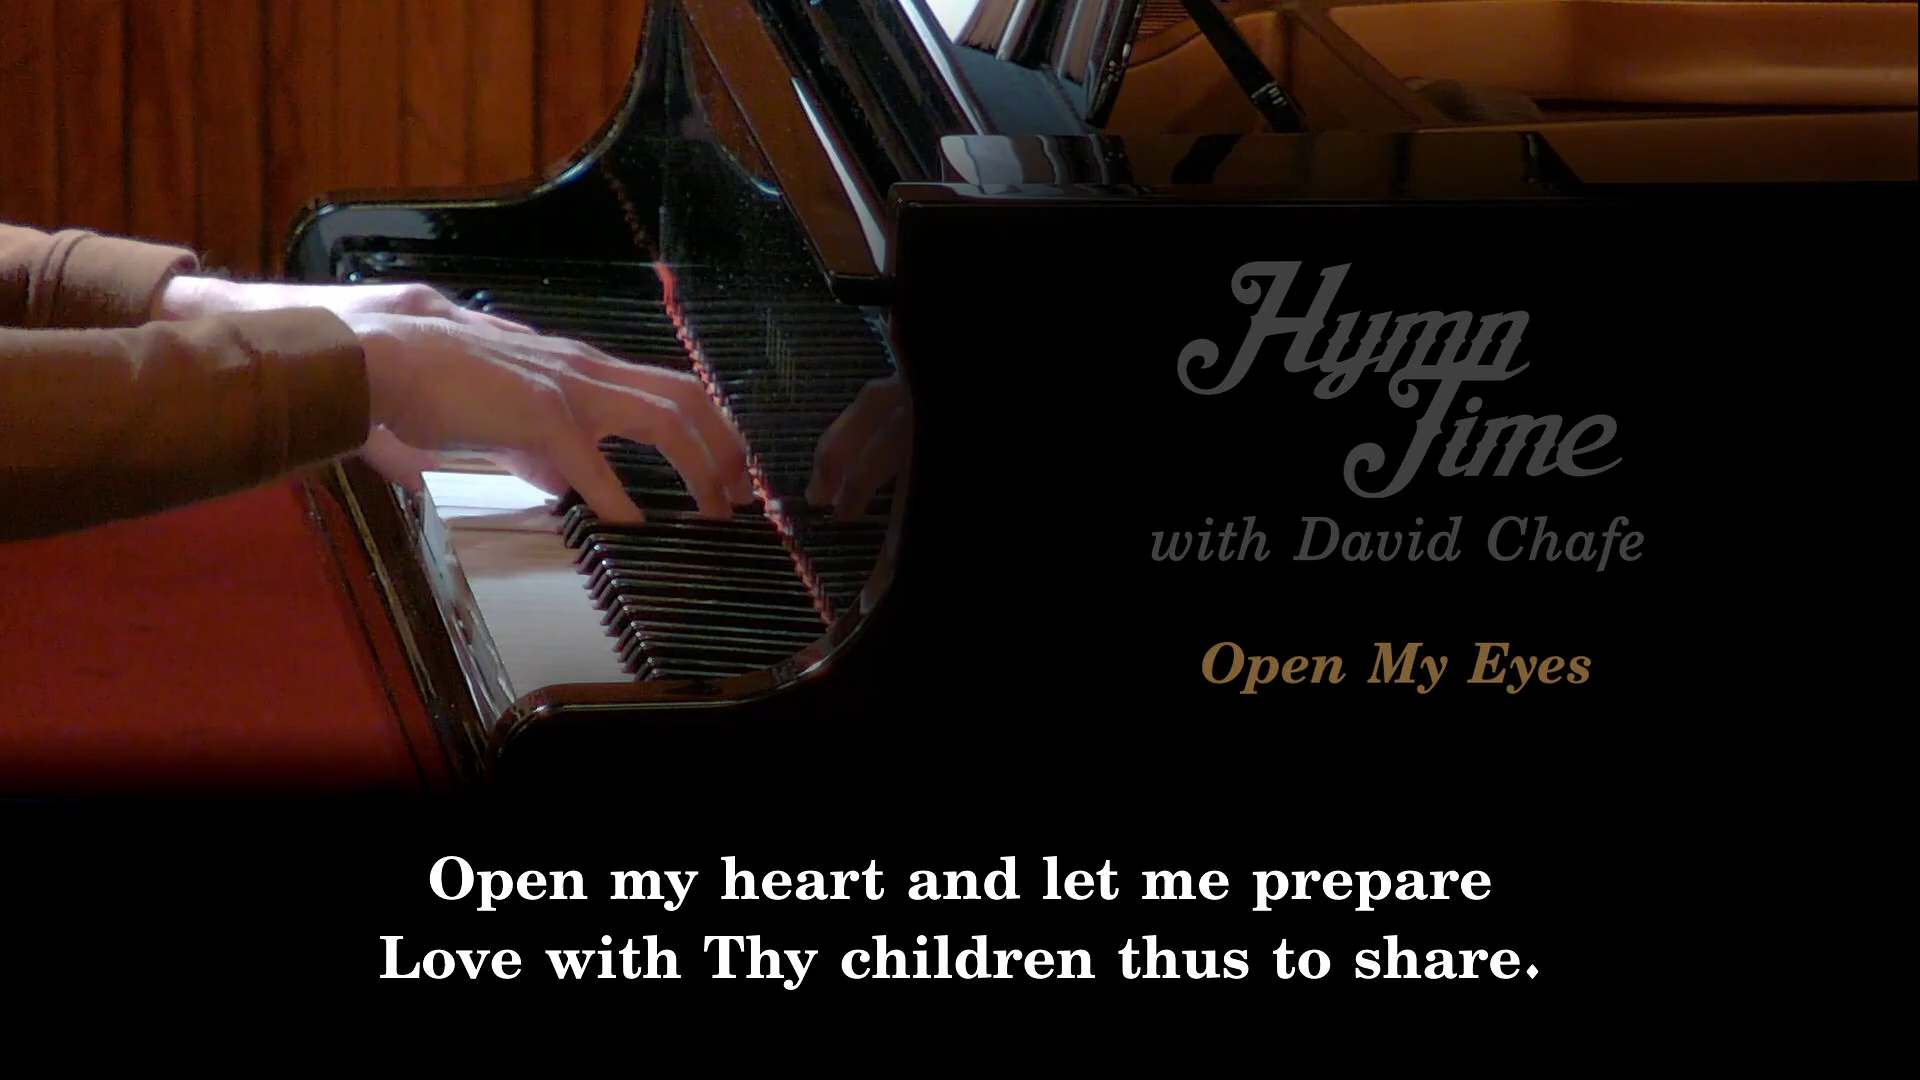 Hymn
Time
with David Chafe
Open My Eyes
Open my heart and let me prepare
Love with Thy children thus to share.